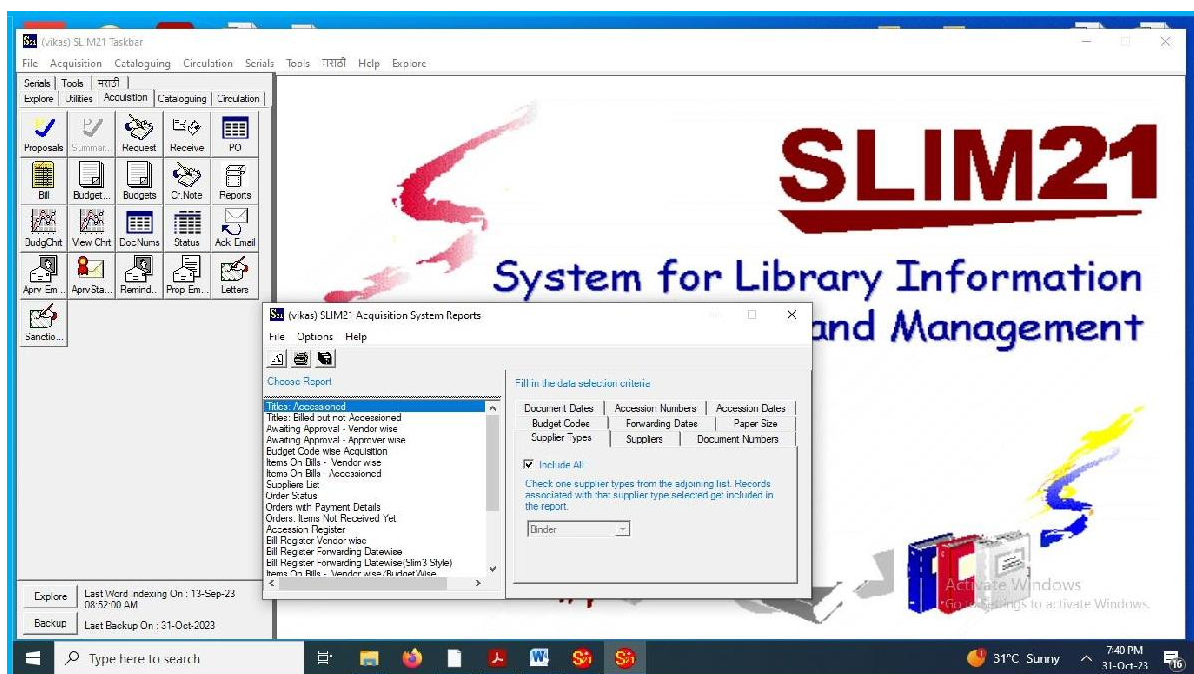 (vikas) SLIM21 Taskbar
File Acquisition Cataloguing Circulation Serials Tools मराठी Help Explore
Serials Tools मराठी
Explore Utilities Acquisition Cataloguing Circulation
Proposals Summar... Request Receive PO
Bill Budget... Budgets Cr.Note Reports
BudgChrt View Chrt DocNums Status Ack Email
Aprv Em... AprvSta... Remind... Prop Em... Letters
Sanctio...
SLIM21
System for Library Information
and Management
(vikas) SLIM21 Acquisition System Reports
File Options Help
Choose Report
Titles: Accessioned
Titles: Billed but not Accessioned
Awaiting Approval - Vendor wise
Awaiting Approval - Approver wise
Budget Code wise Acquisition
Items On Bills - Vendor wise
Items On Bills - Accessioned
Suppliers List
Order Status
Orders with Payment Details
Orders: Items Not Received Yet
Accession Register
Bill Register Vendor wise
Bill Register Forwarding Datewise
Bill Register Forwarding Datewise(Slim3 Style)
Items On Bills - Vendor wise/BudgetWise
Fill in the data selection criteria
Document Dates Accession Numbers Accession Dates
Budget Codes Forwarding Dates Paper Size
Supplier Types Suppliers Document Numbers
Include All
Check one supplier types from the adjoining list. Records
associated with that supplier type selected get included in
the report.
Binder
Activate Windows
Go to Settings to activate Windows.
Explore Last Word Indexing On : 13-Sep-23
08:52:00 AM
Backup Last Backup On : 31-Oct-2023
Type here to search
31°C Sunny
7:40 PM
31-Oct-23
16